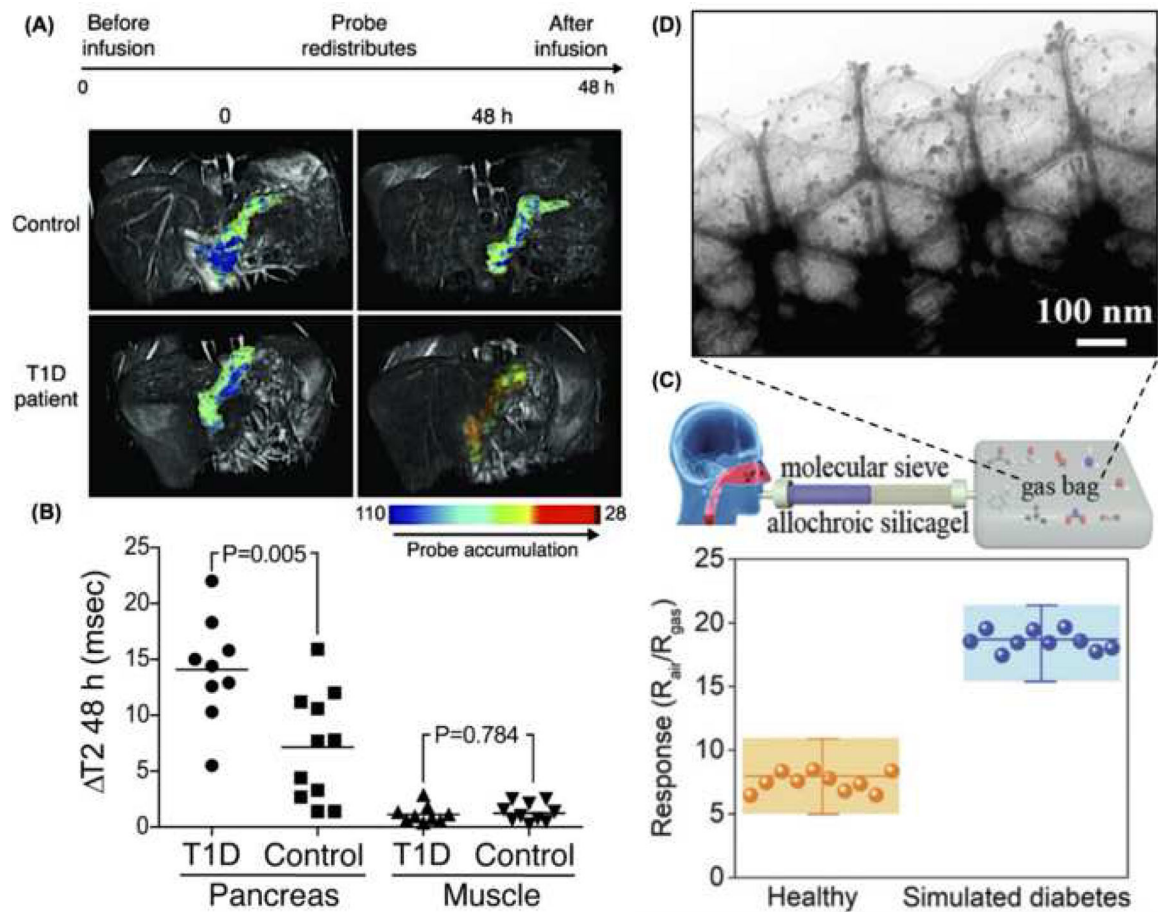 (A)
Before infusion
Probe redistributes
After infusion
0
48 h
0
48 h
Control
T1D patient
110
28
Probe accumulation
(B)
ΔT2 48 h (msec)
25
20
15
10
5
0
P=0.005
P=0.784
T1D
Control
T1D
Control
Pancreas
Muscle
(D)
100 nm
(C)
molecular sieve
allochroic silicagel
gas bag
Response (Rair/Rgas)
25
20
15
10
5
0
Healthy
Simulated diabetes